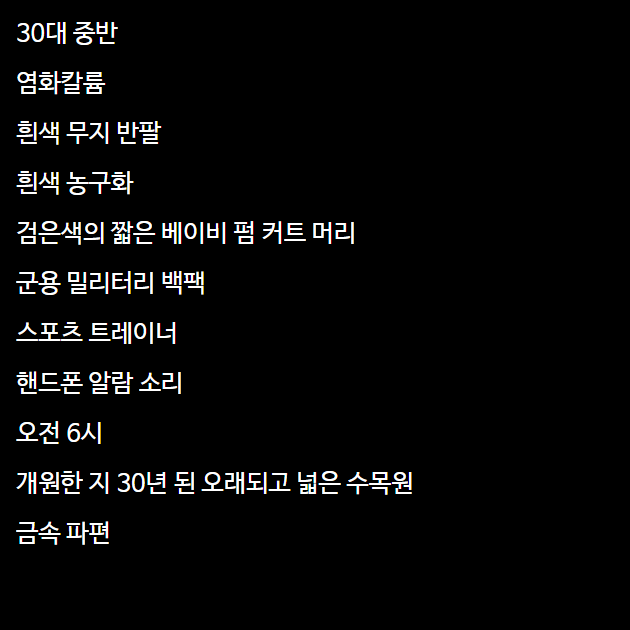 30대 중반
염화칼륨
흰색 무지 반팔
흰색 농구화
검은색의 짧은 베이비 펌 커트 머리
군용 밀리터리 백팩
스포츠 트레이너
핸드폰 알람 소리
오전 6시
개원한 지 30년 된 오래되고 넓은 수목원
금속 파편